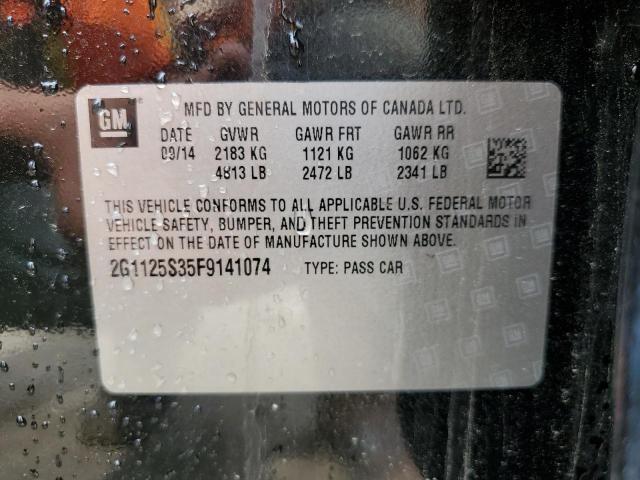 GM
MFD BY GENERAL MOTORS OF CANADA LTD.
DATE GVWR GAWR FRT GAWR RR
09/14 2183 KG 1121 KG 1062 KG
4813 LB 2472 LB 2341 LB
THIS VEHICLE CONFORMS TO ALL APPLICABLE U.S. FEDERAL MOTOR
VEHICLE SAFETY, BUMPER, AND THEFT PREVENTION STANDARDS IN
EFFECT ON THE DATE OF MANUFACTURE SHOWN ABOVE.
2G1125S35F9141074 TYPE: PASS CAR